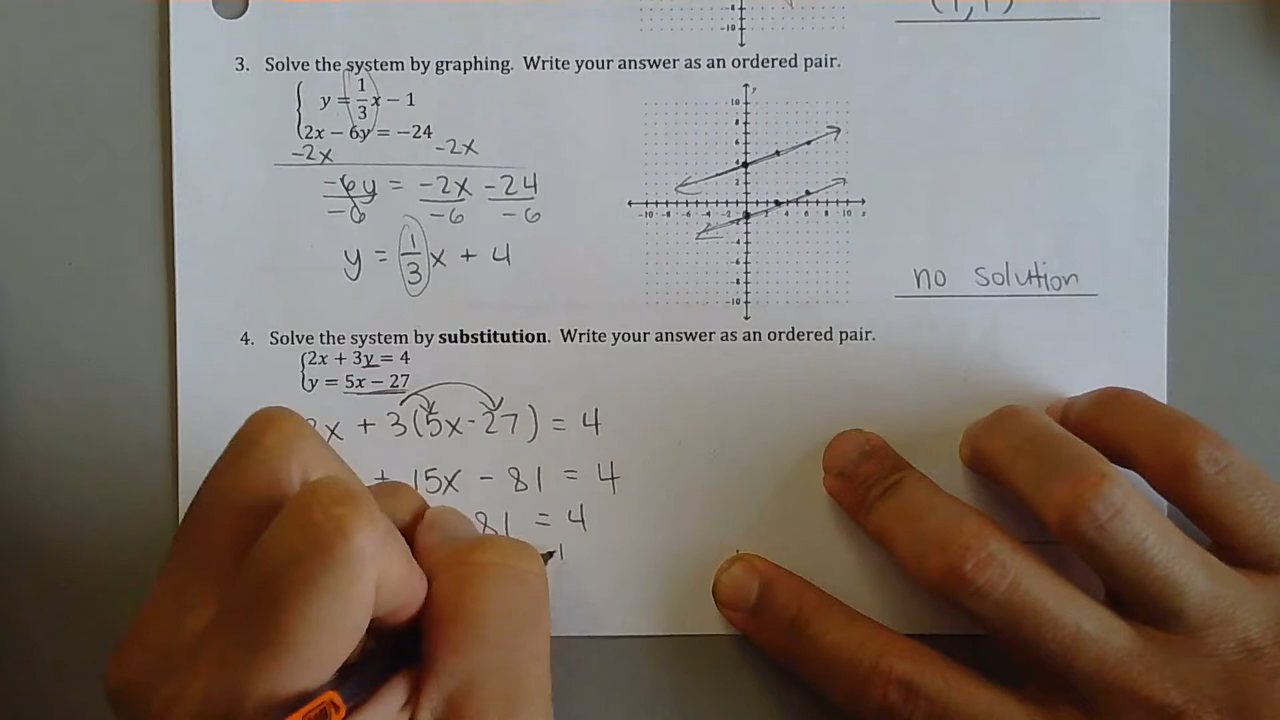 (1, 1)
3. Solve the system by graphing. Write your answer as an ordered pair.
y = 1/3 x − 1
2x − 6y = −24
-2x -2x
-6y = -2x -24
-6 -6 -6
y = 1/3 x + 4
no solution
4. Solve the system by substitution. Write your answer as an ordered pair.
2x + 3y = 4
y = 5x − 27
x + 3(5x-27) = 4
+ 15x - 81 = 4
81 = 4